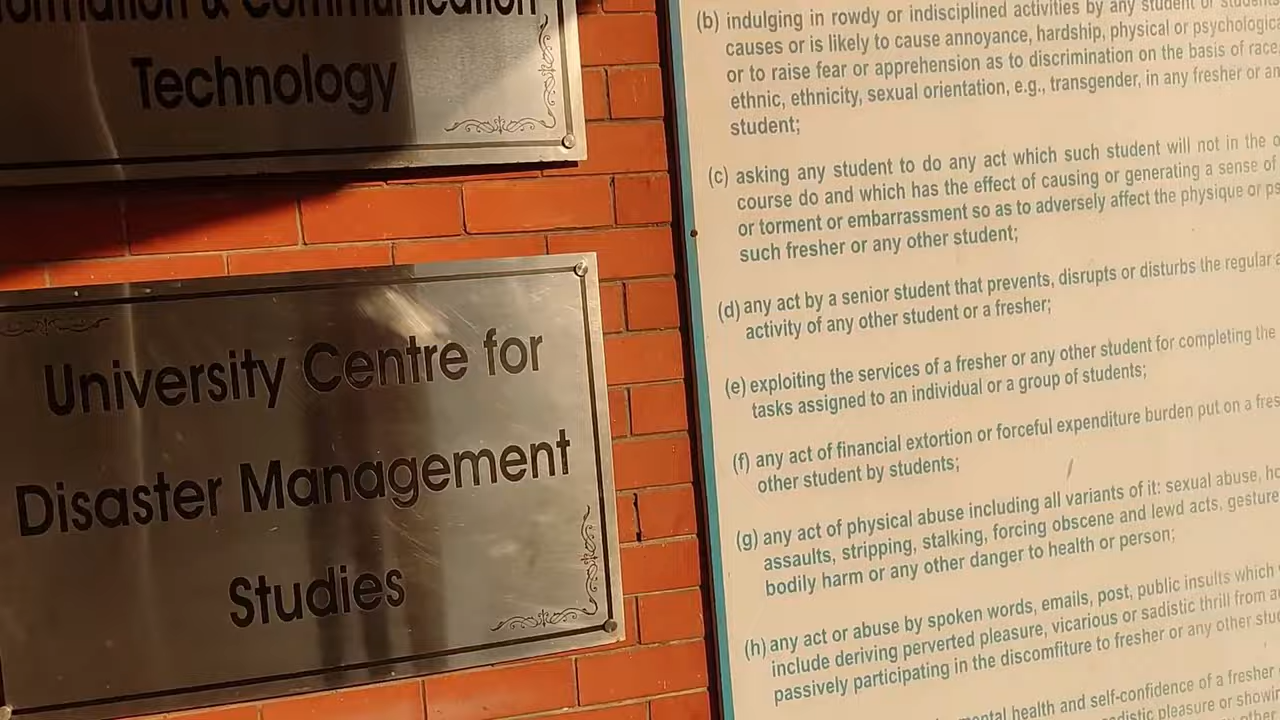 Information & Communication
Technology
University Centre for
Disaster Management
Studies
(b) indulging in rowdy or indisciplined activities by any student or students
causes or is likely to cause annoyance, hardship, physical or
or to raise fear or apprehension as to discrimination on the basis of race,
ethnic, ethnicity, sexual orientation, e.g., transgender, in any fresher or
student;
(c) asking any student to do any act which such student will not in the
course do and which has the effect of causing or generating a sense of
or torment or embarrassment so as to adversely affect the physique or
such fresher or any other student;
(d) any act by a senior student that prevents, disrupts or disturbs the regular
activity of any other student or a fresher;
(e) exploiting the services of a fresher or any other student for completing the
tasks assigned to an individual or a group of students;
(f) any act of financial extortion or forceful expenditure burden put on a
other student by students;
(g) any act of physical abuse including all variants of it: sexual abuse,
assaults, stripping, stalking, forcing obscene and lewd acts, gesture
bodily harm or any other danger to health or person;
(h) any act or abuse by spoken words, emails, post, public insults which
include deriving perverted pleasure, vicarious or sadistic thrill from
passively participating in the discomfiture to fresher or any other
mental health and self-confidence of a fresher
sadistic pleasure or
other